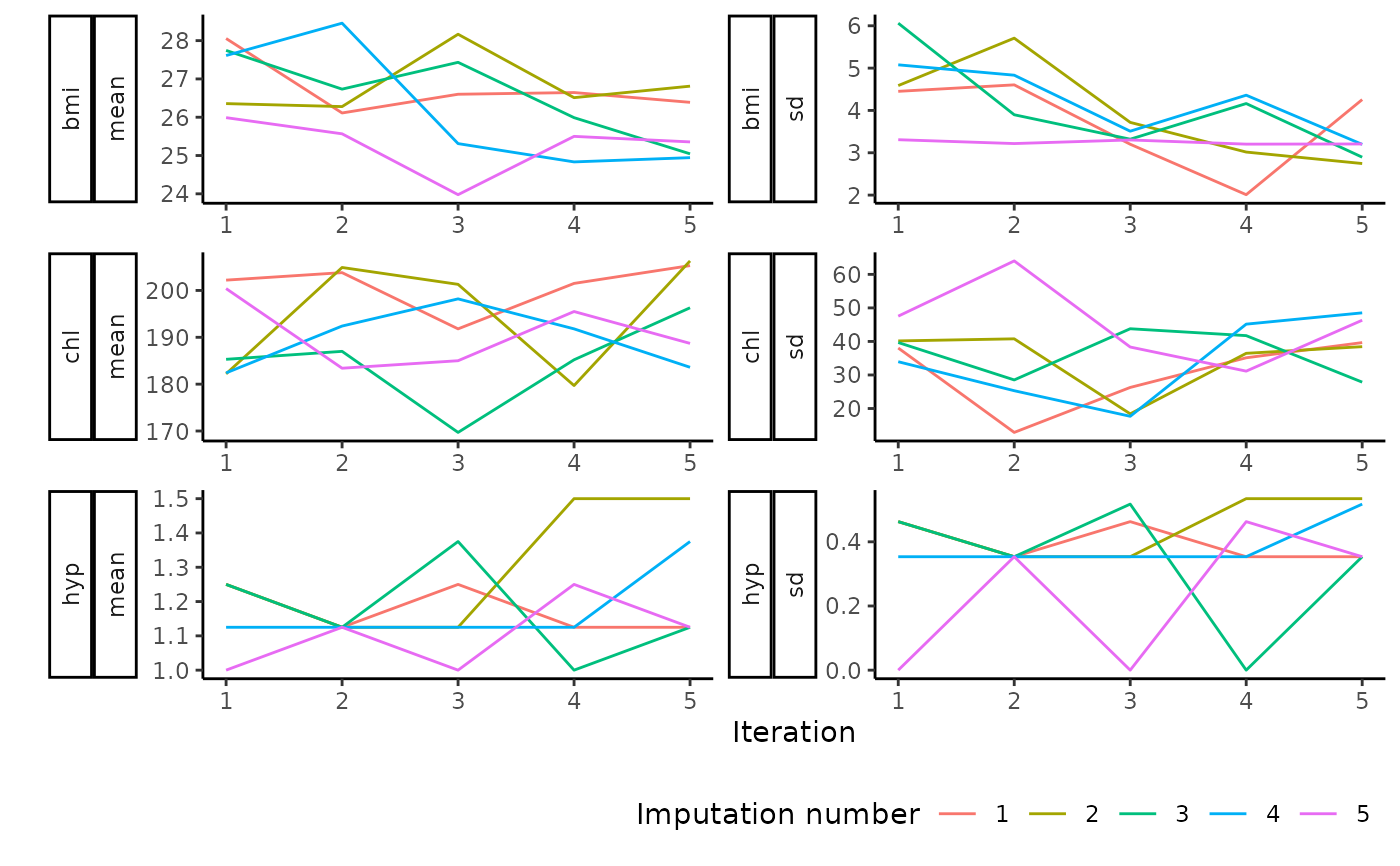 bmi mean
28
27
26
25
24
1 2 3 4 5
bmi sd
6
5
4
3
2
1 2 3 4 5
chl mean
200
190
180
170
1 2 3 4 5
chl sd
60
50
40
30
20
1 2 3 4 5
hyp mean
1.5
1.4
1.3
1.2
1.1
1.0
1 2 3 4 5
hyp sd
0.4
0.2
0.0
1 2 3 4 5
Iteration
Imputation number 1 2 3 4 5